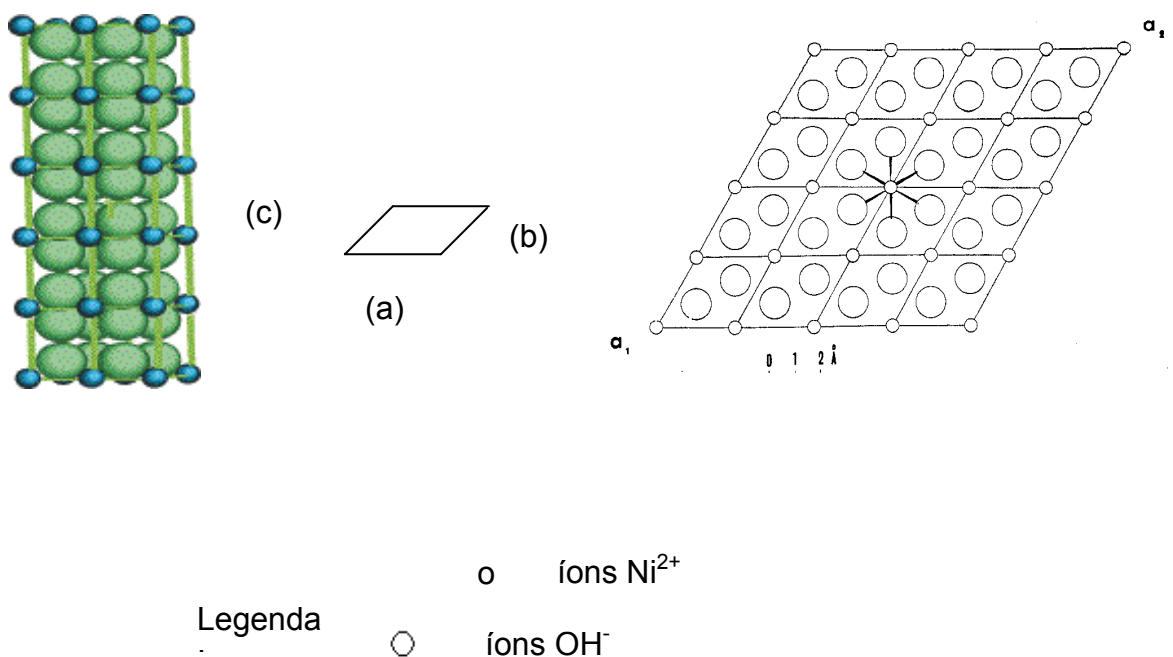 a₂
(c)
(b)
(a)
a₁
0 1 2 Å
o íons Ni²⁺
Legenda
:
íons OH⁻